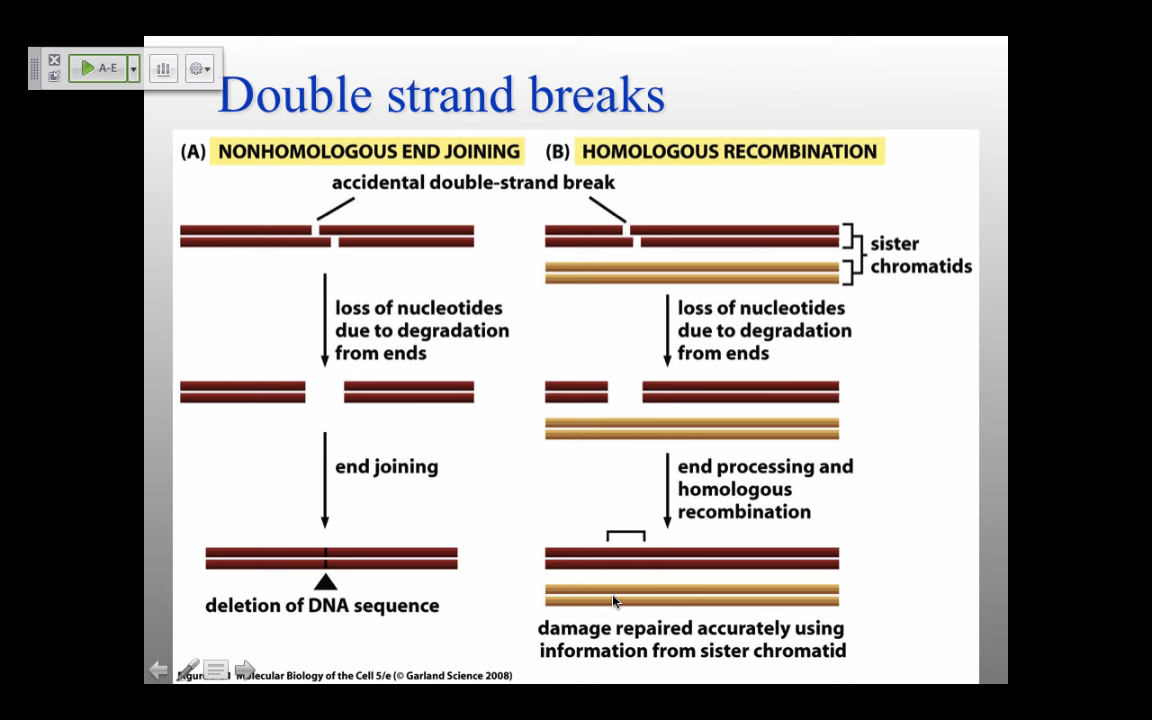 A-E
Double strand breaks
(A) NONHOMOLOGOUS END JOINING
(B) HOMOLOGOUS RECOMBINATION
accidental double-strand break
sister
chromatids
loss of nucleotides
due to degradation
from ends
loss of nucleotides
due to degradation
from ends
end joining
end processing and
homologous
recombination
deletion of DNA sequence
damage repaired accurately using
information from sister chromatid
Molecular Biology of the Cell 5/e (© Garland Science 2008)